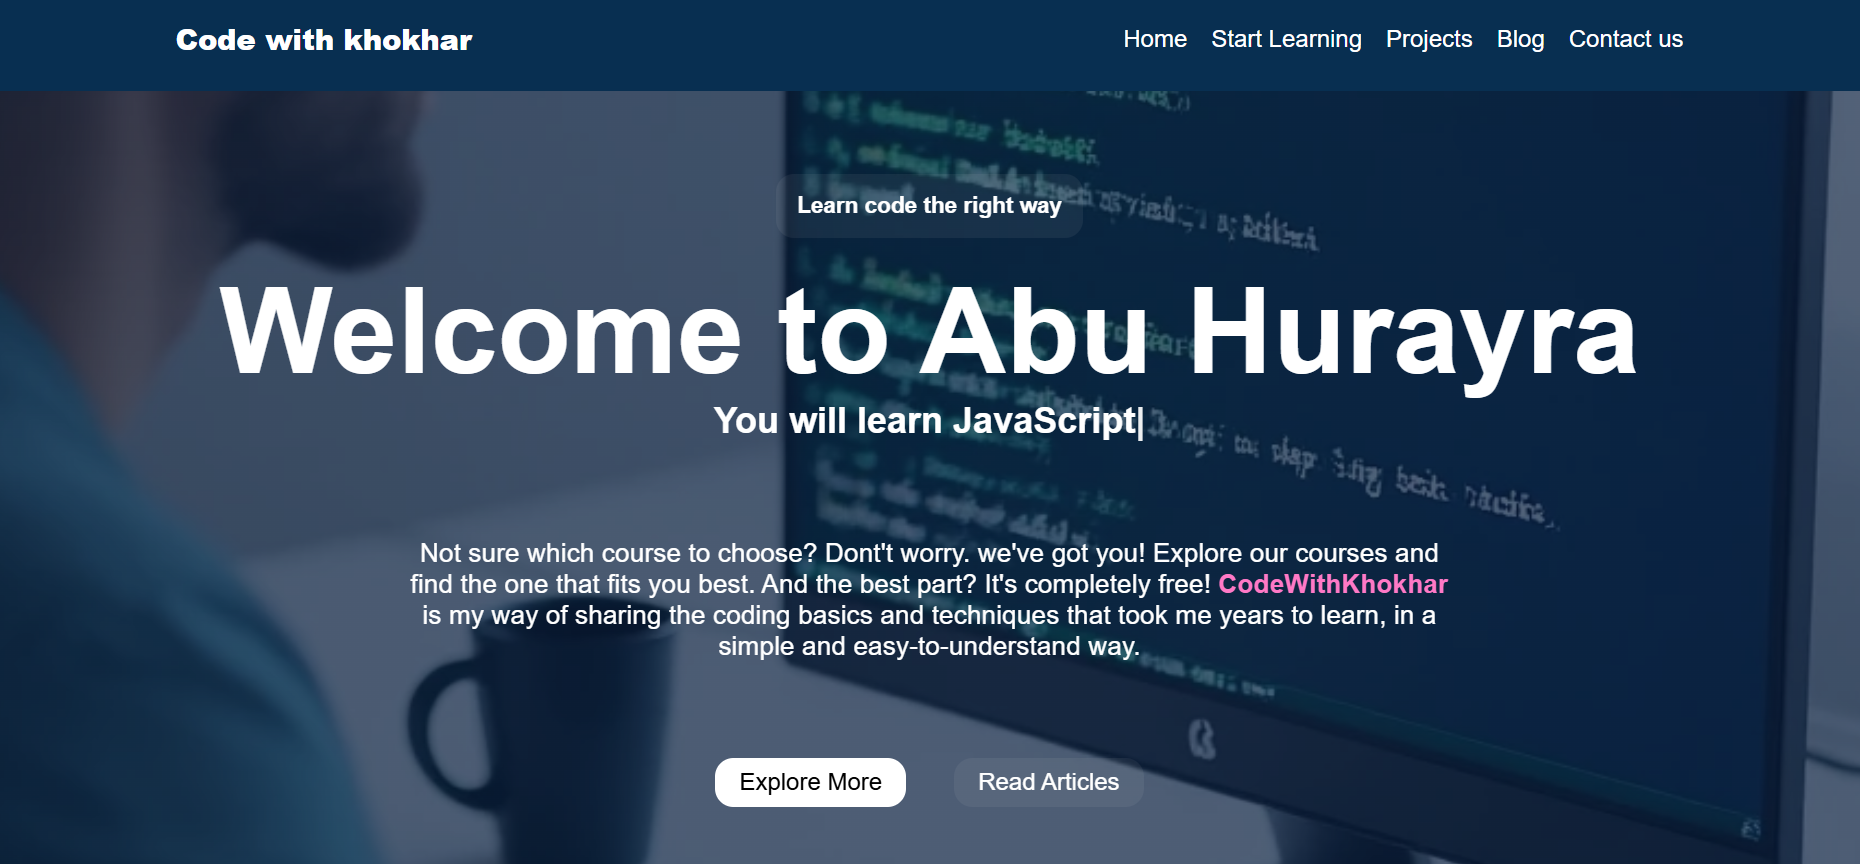 Code with khokhar
Home Start Learning Projects Blog Contact us
Learn code the right way
Welcome to Abu Hurayra
You will learn JavaScript|
Not sure which course to choose? Dont't worry. we've got you! Explore our courses and
find the one that fits you best. And the best part? It's completely free! CodeWithKhokhar
is my way of sharing the coding basics and techniques that took me years to learn, in a
simple and easy-to-understand way.
Explore More Read Articles